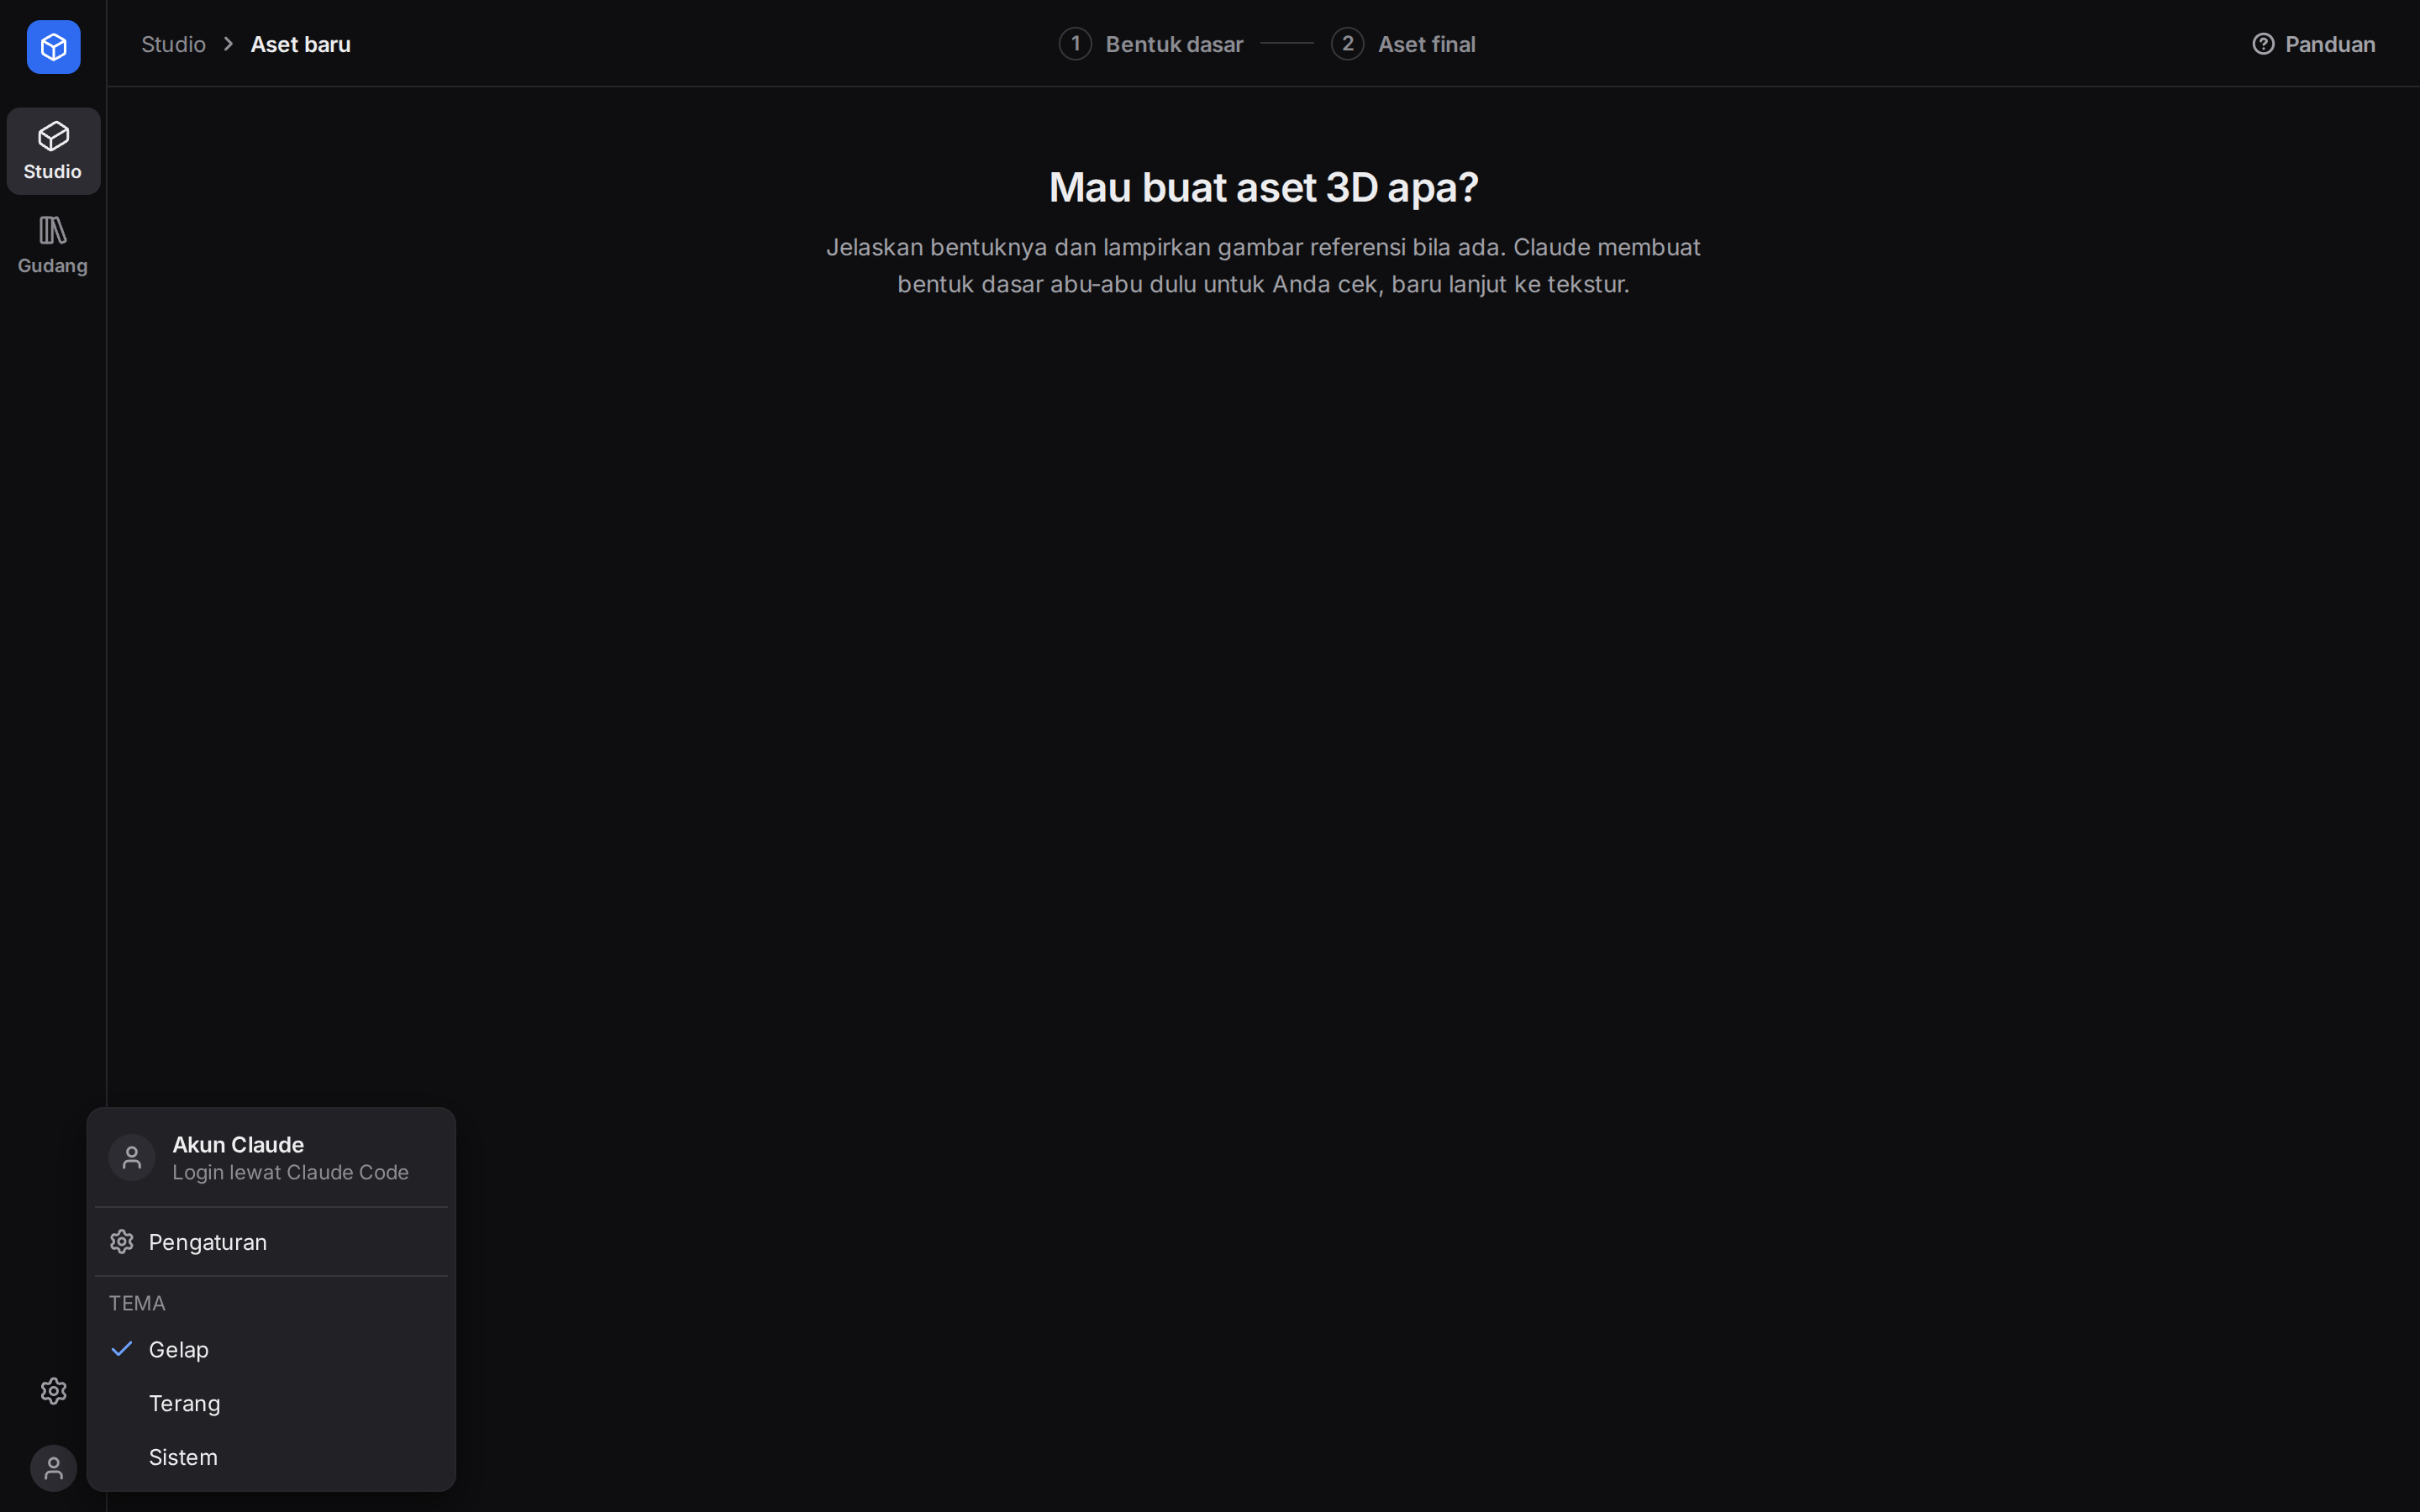 Studio
Aset baru
1
Bentuk dasar
2
Aset final
Panduan
Studio
Gudang
Mau buat aset 3D apa?
Jelaskan bentuknya dan lampirkan gambar referensi bila ada. Claude membuat
bentuk dasar abu-abu dulu untuk Anda cek, baru lanjut ke tekstur.
Akun Claude
Login lewat Claude Code
Pengaturan
TEMA
Gelap
Terang
Sistem